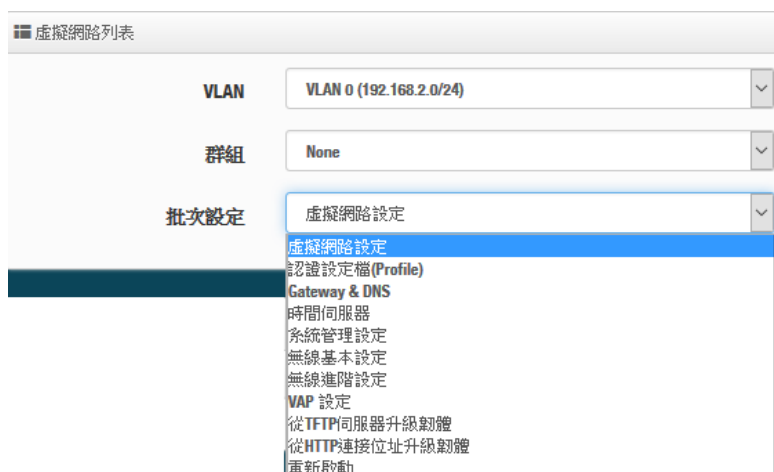 虛擬網路列表
VLAN
VLAN 0 (192.168.2.0/24)
群組
None
批次設定
虛擬網路設定
虛擬網路設定
認證設定檔(Profile)
Gateway & DNS
時間伺服器
系統管理設定
無線基本設定
無線進階設定
VAP 設定
從TFTP伺服器升級韌體
從HTTP連接位址升級韌體
重新啟動